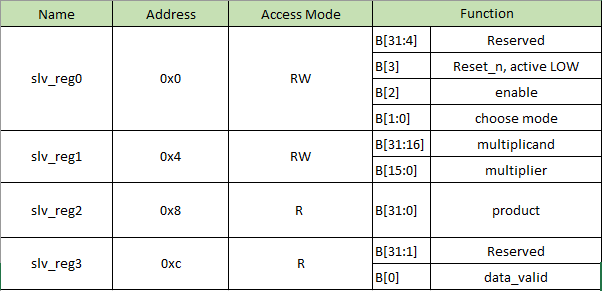 Name Address Access Mode Function
B[31:4] Reserved
B[3] Reset_n, active LOW
slv_reg0 0x0 RW
B[2] enable
B[1:0] choose mode
B[31:16] multiplicand
slv_reg1 0x4 RW
B[15:0] multiplier
slv_reg2 0x8 R B[31:0] product
B[31:1] Reserved
slv_reg3 0xc R
B[0] data_valid